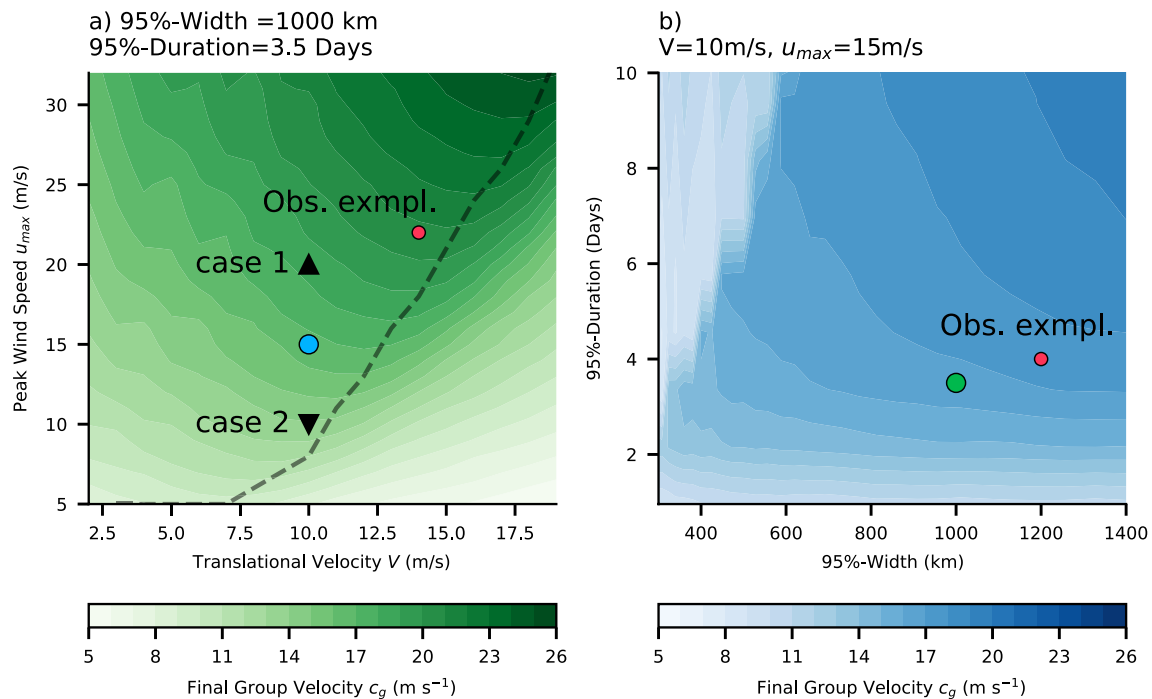 a) 95%-Width =1000 km
95%-Duration=3.5 Days
Peak Wind Speed u_max (m/s)
30
25
20
15
10
5
Obs. exmpl.
case 1
case 2
2.5 5.0 7.5 10.0 12.5 15.0 17.5
Translational Velocity V (m/s)
5 8 11 14 17 20 23 26
Final Group Velocity c_g (m s⁻¹)
b)
V=10m/s, u_max=15m/s
95%-Duration (Days)
10
8
6
4
2
Obs. exmpl.
400 600 800 1000 1200 1400
95%-Width (km)
5 8 11 14 17 20 23 26
Final Group Velocity c_g (m s⁻¹)